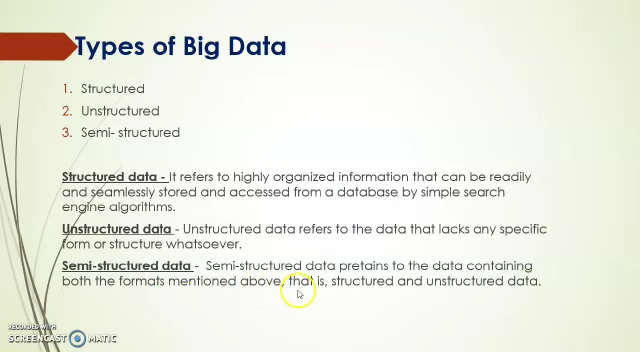 Types of Big Data
1. Structured
2. Unstructured
3. Semi- structured
Structured data - It refers to highly organized information that can be readily
and seamlessly stored and accessed from a database by simple search
engine algorithms.
Unstructured data - Unstructured data refers to the data that lacks any specific
form or structure whatsoever.
Semi-structured data - Semi-structured data pretains to the data containing
both the formats mentioned above, that is, structured and unstructured data.
RECORDED WITH
SCREENCAST MATIC